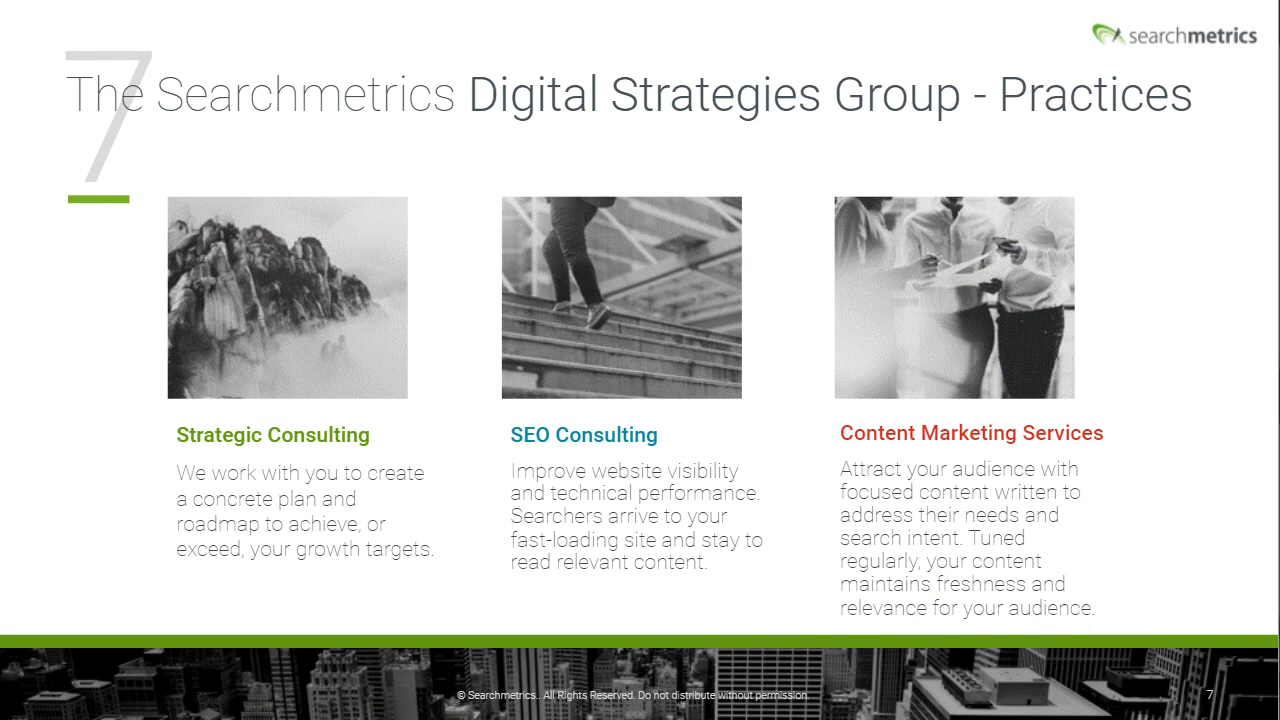 searchmetrics
7
The Searchmetrics Digital Strategies Group - Practices
Strategic Consulting
We work with you to create
a concrete plan and
roadmap to achieve, or
exceed, your growth targets.
SEO Consulting
Improve website visibility
and technical performance.
Searchers arrive to your
fast-loading site and stay to
read relevant content.
Content Marketing Services
Attract your audience with
focused content written to
address their needs and
search intent. Tuned
regularly, your content
maintains freshness and
relevance for your audience.
© Searchmetrics.. All Rights Reserved. Do not distribute without permission.
7